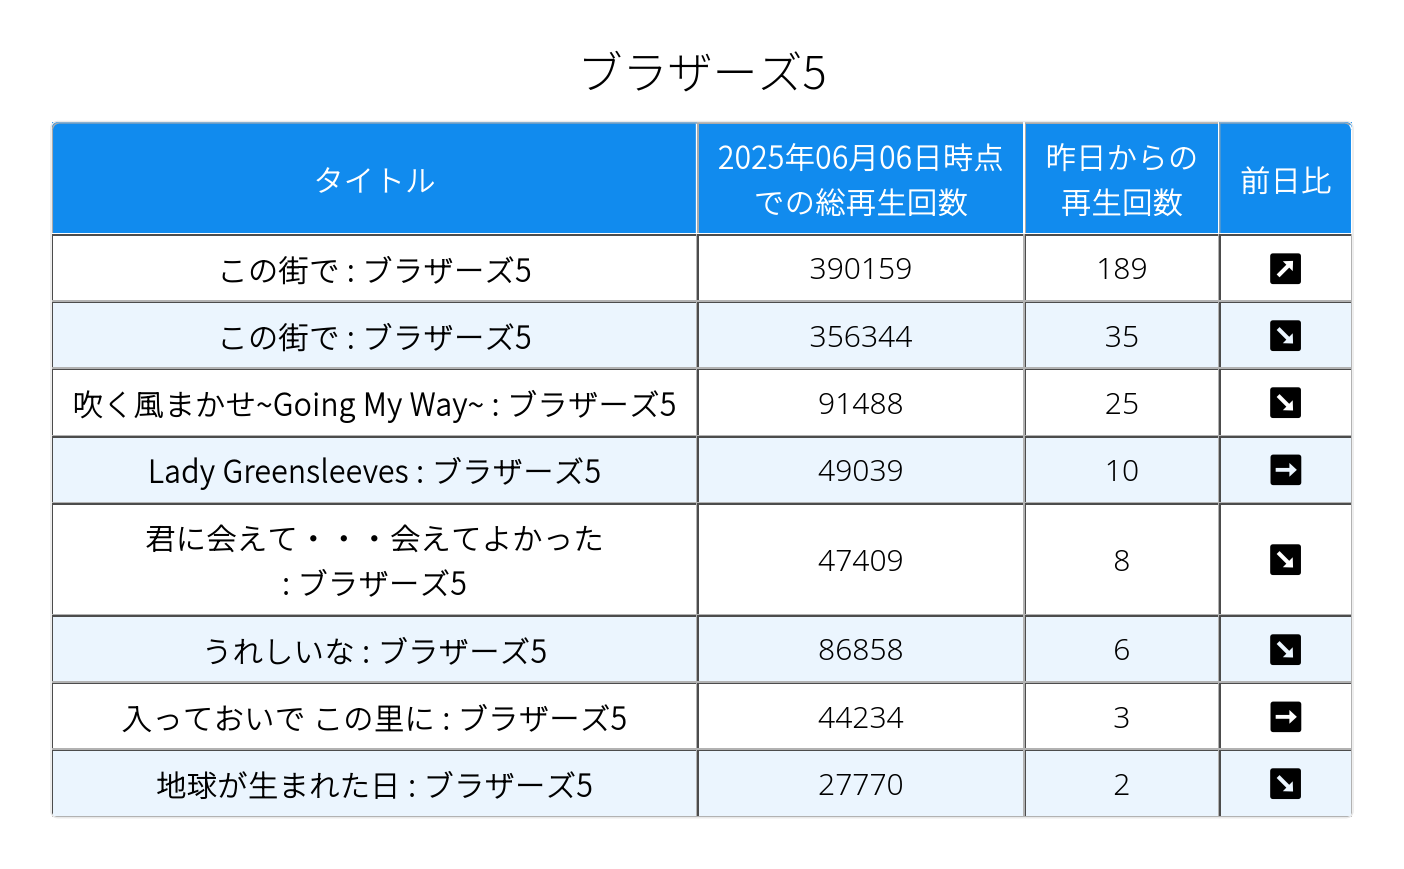 ブラザーズ5
タイトル
2025年06月06日時点
での総再生回数
昨日からの
再生回数
前日比
この街で : ブラザーズ5
390159
189
この街で : ブラザーズ5
356344
35
吹く風まかせ~Going My Way~ : ブラザーズ5
91488
25
Lady Greensleeves : ブラザーズ5
49039
10
君に会えて・・・会えてよかった
: ブラザーズ5
47409
8
うれしいな : ブラザーズ5
86858
6
入っておいで この里に : ブラザーズ5
44234
3
地球が生まれた日 : ブラザーズ5
27770
2